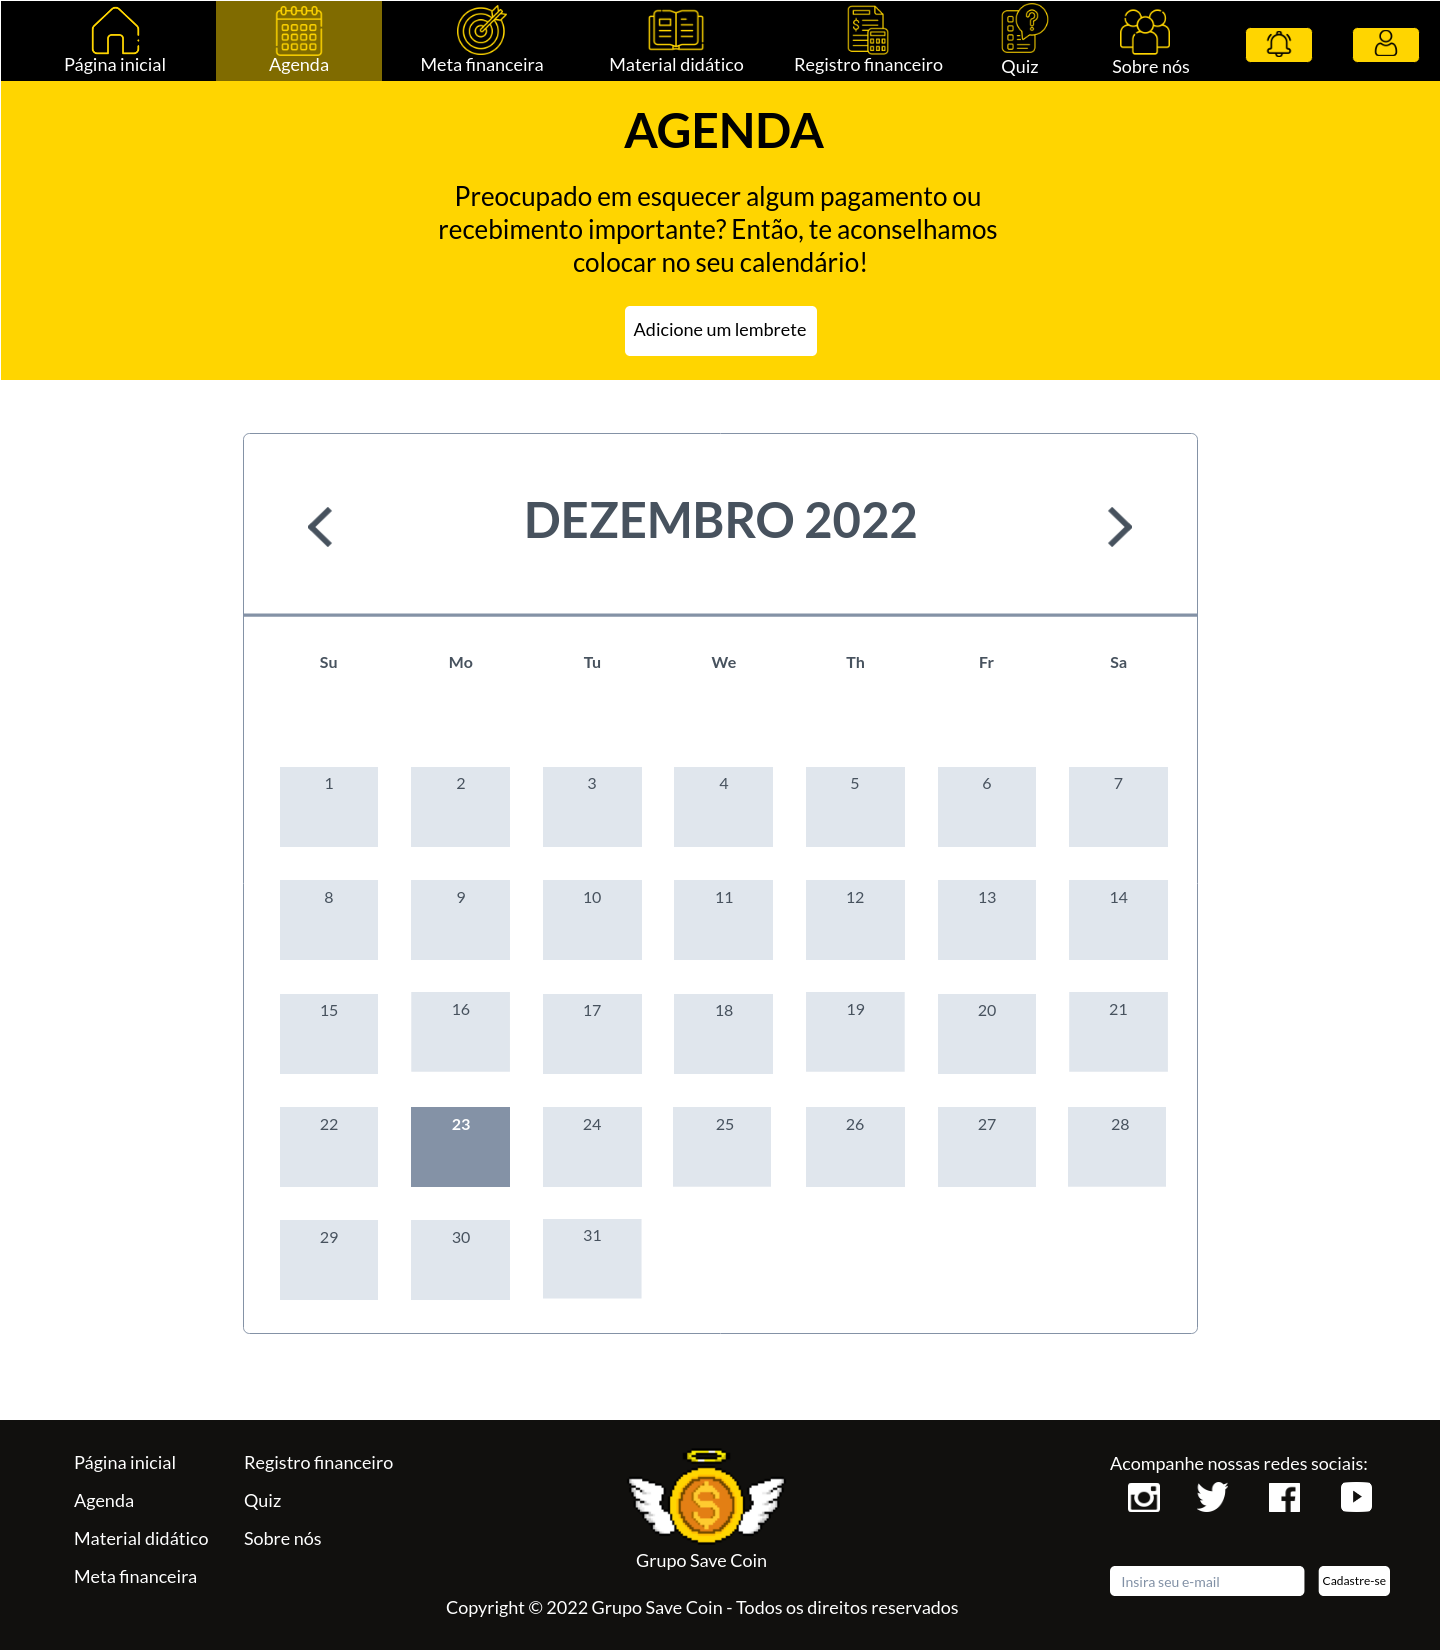 Página inicial
Agenda
Meta financeira
Material didático
Registro financeiro
Quiz
Sobre nós
AGENDA
Preocupado em esquecer algum pagamento ou
recebimento importante? Então, te aconselhamos
colocar no seu calendário!
Adicione um lembrete
DEZEMBRO 2022
Su Mo Tu We Th Fr Sa
1 2 3 4 5 6 7
8 9 10 11 12 13 14
15 16 17 18 19 20 21
22 23 24 25 26 27 28
29 30 31
Página inicial
Agenda
Material didático
Meta financeira
Registro financeiro
Quiz
Sobre nós
Grupo Save Coin
Copyright © 2022 Grupo Save Coin - Todos os direitos reservados
Acompanhe nossas redes sociais:
Insira seu e-mail
Cadastre-se